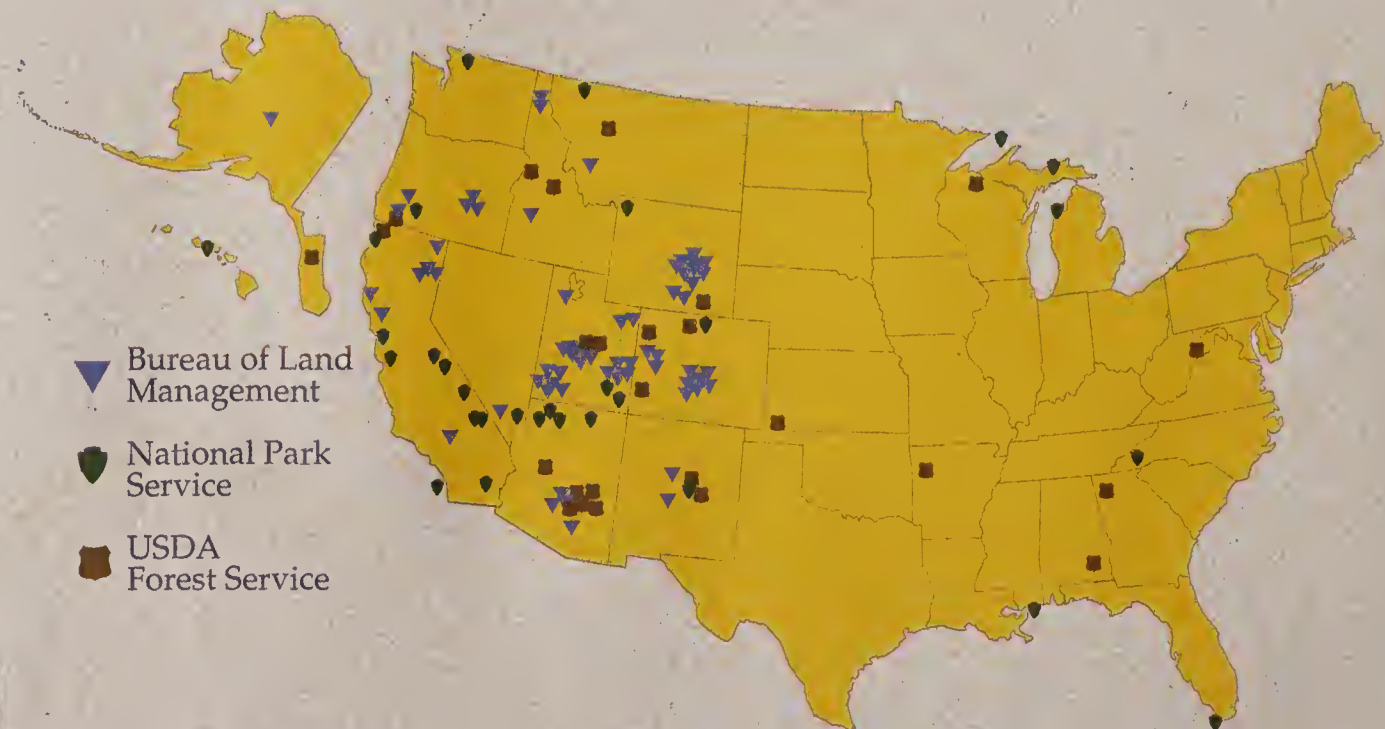 Bureau of Land
Management
National Park
Service
USDA
Forest Service